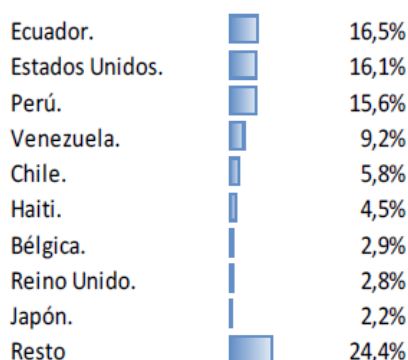 Ecuador. 16,5%
Estados Unidos. 16,1%
Perú. 15,6%
Venezuela. 9,2%
Chile. 5,8%
Haiti. 4,5%
Bélgica. 2,9%
Reino Unido. 2,8%
Japón. 2,2%
Resto 24,4%